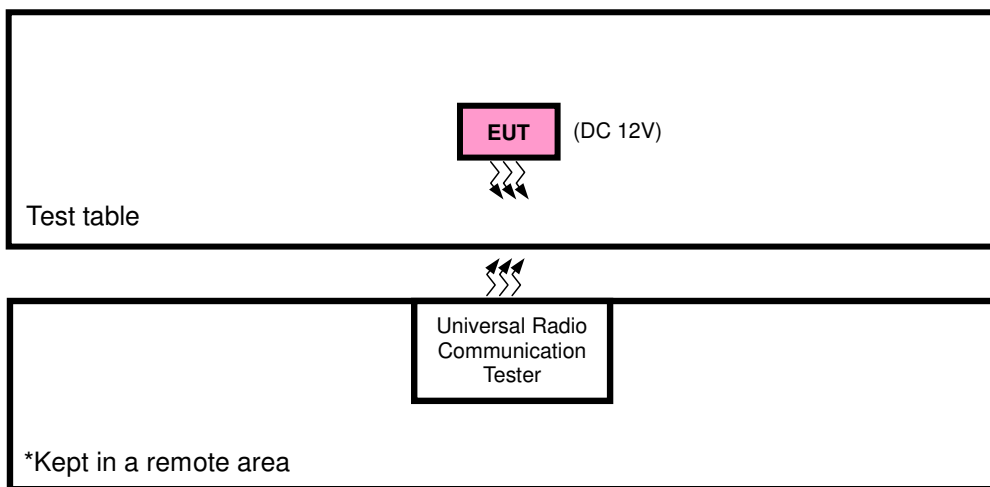 EUT
(DC 12V)
Test table
Universal Radio
Communication
Tester
*Kept in a remote area